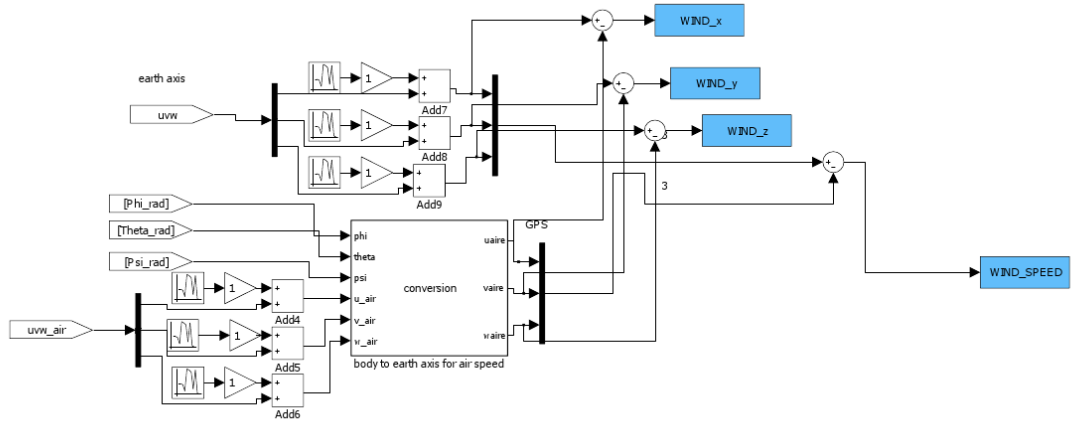 WIND_x
earth axis
1
+
+
Add7
WIND_y
uvw
1
+
+
Add8
WIND_z
3
1
+
+
Add9
3
[Phi_rad]
[Theta_rad]
[Psi_rad]
GPS
phi
theta
psi
u_air
v_air
w_air
conversion
uaire
vaire
waire
body to earth axis for air speed
WIND_SPEED
1
+
+
Add4
uvw_air
1
+
+
Add5
1
+
+
Add6
+
-
+
-
+
-
+
-